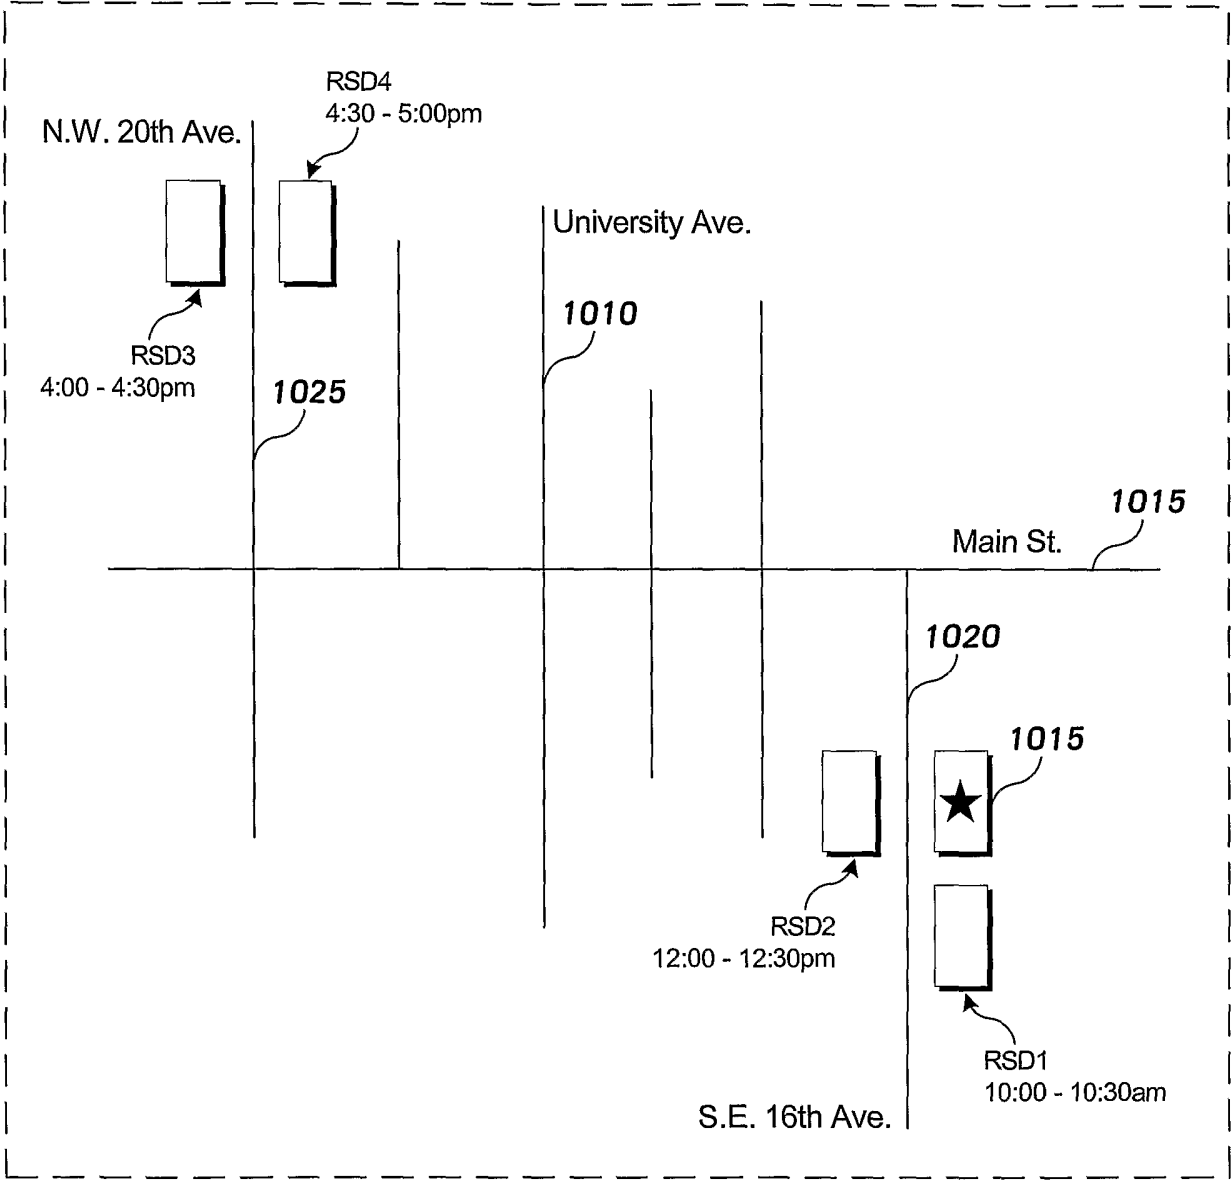 RSD4
4:30 - 5:00pm
N.W. 20th Ave.
University Ave.
1010
RSD3
4:00 - 4:30pm
1025
1015
Main St.
1020
1015
RSD2
12:00 - 12:30pm
RSD1
10:00 - 10:30am
S.E. 16th Ave.